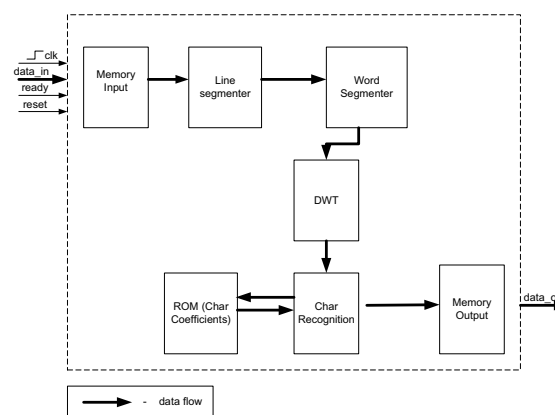 clk
data_in
ready
reset
Memory
Input
Line
segmenter
Word
Segmenter
DWT
ROM (Char
Coefficients)
Char
Recognition
Memory
Output
data_o
- data flow